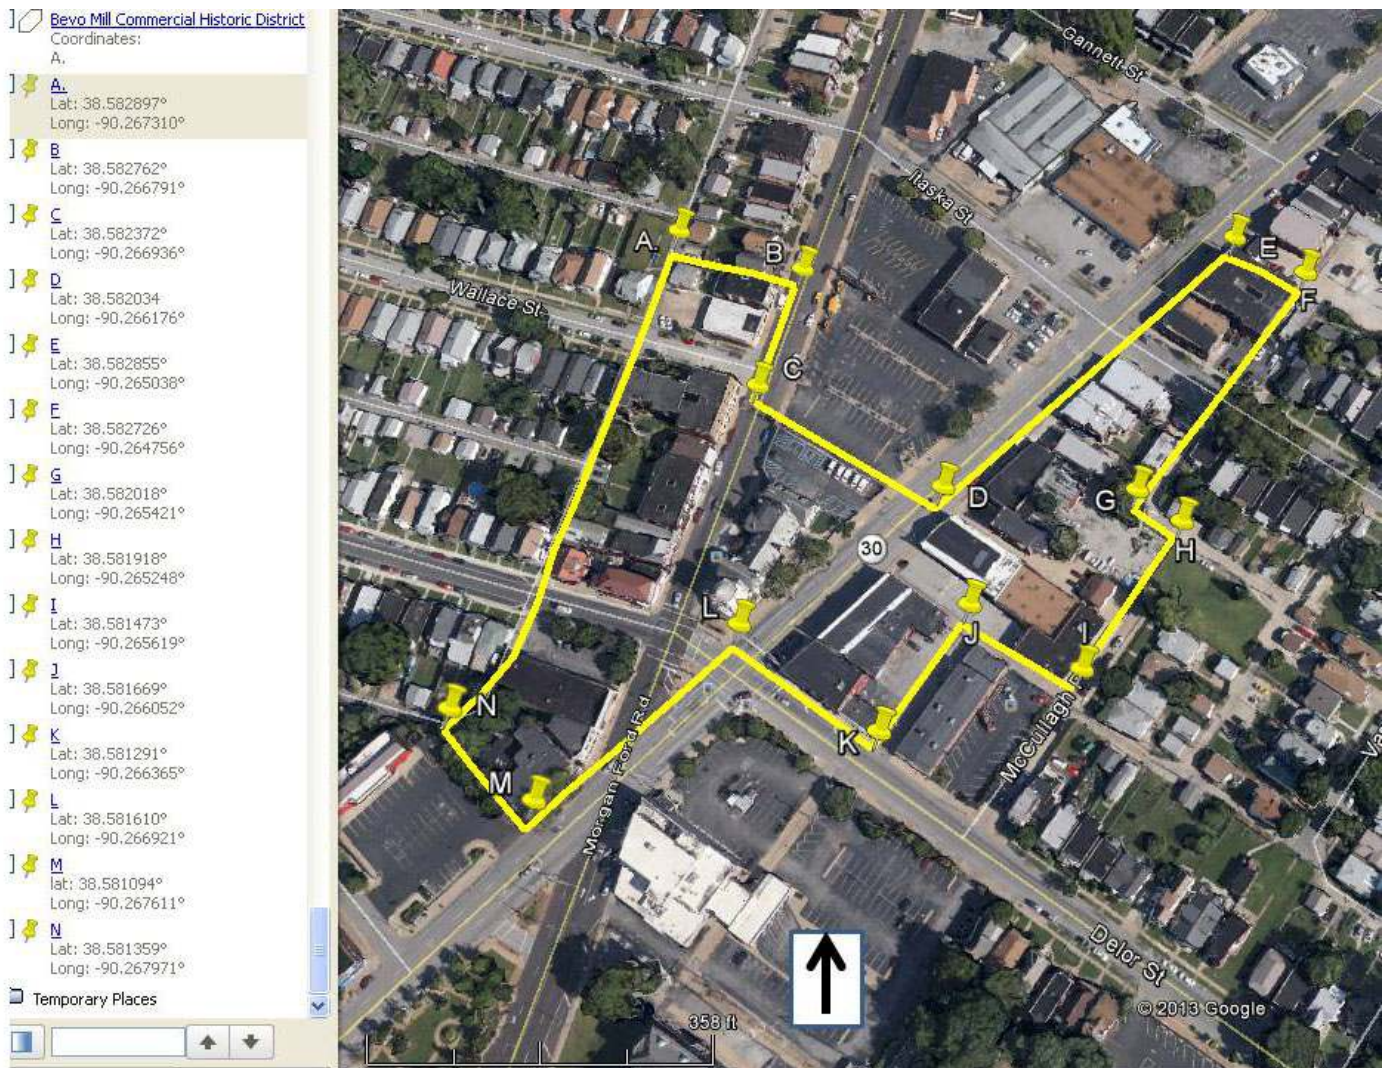 Bevo Mill Commercial Historic District
Coordinates:
A.
A.
Lat: 38.582897°
Long: -90.267310°
B
Lat: 38.582762°
Long: -90.266791°
C
Lat: 38.582372°
Long: -90.266936°
D
Lat: 38.582034
Long: -90.266176°
E
Lat: 38.582855°
Long: -90.265038°
F
Lat: 38.582726°
Long: -90.264756°
G
Lat: 38.582018°
Long: -90.265421°
H
Lat: 38.581918°
Long: -90.265248°
I
Lat: 38.581473°
Long: -90.265619°
J
Lat: 38.581669°
Long: -90.266052°
K
Lat: 38.581291°
Long: -90.266365°
L
Lat: 38.581610°
Long: -90.266921°
M
lat: 38.581094°
Long: -90.267611°
N
Lat: 38.581359°
Long: -90.267971°
Temporary Places
Gannett St
Itaska St
A.
B
E
F
Wallace St
C
D
G
H
30
L
J
I
N
K
McCullagh
M
Morgan Ford Rd
Delor St
358 ft
© 2013 Google